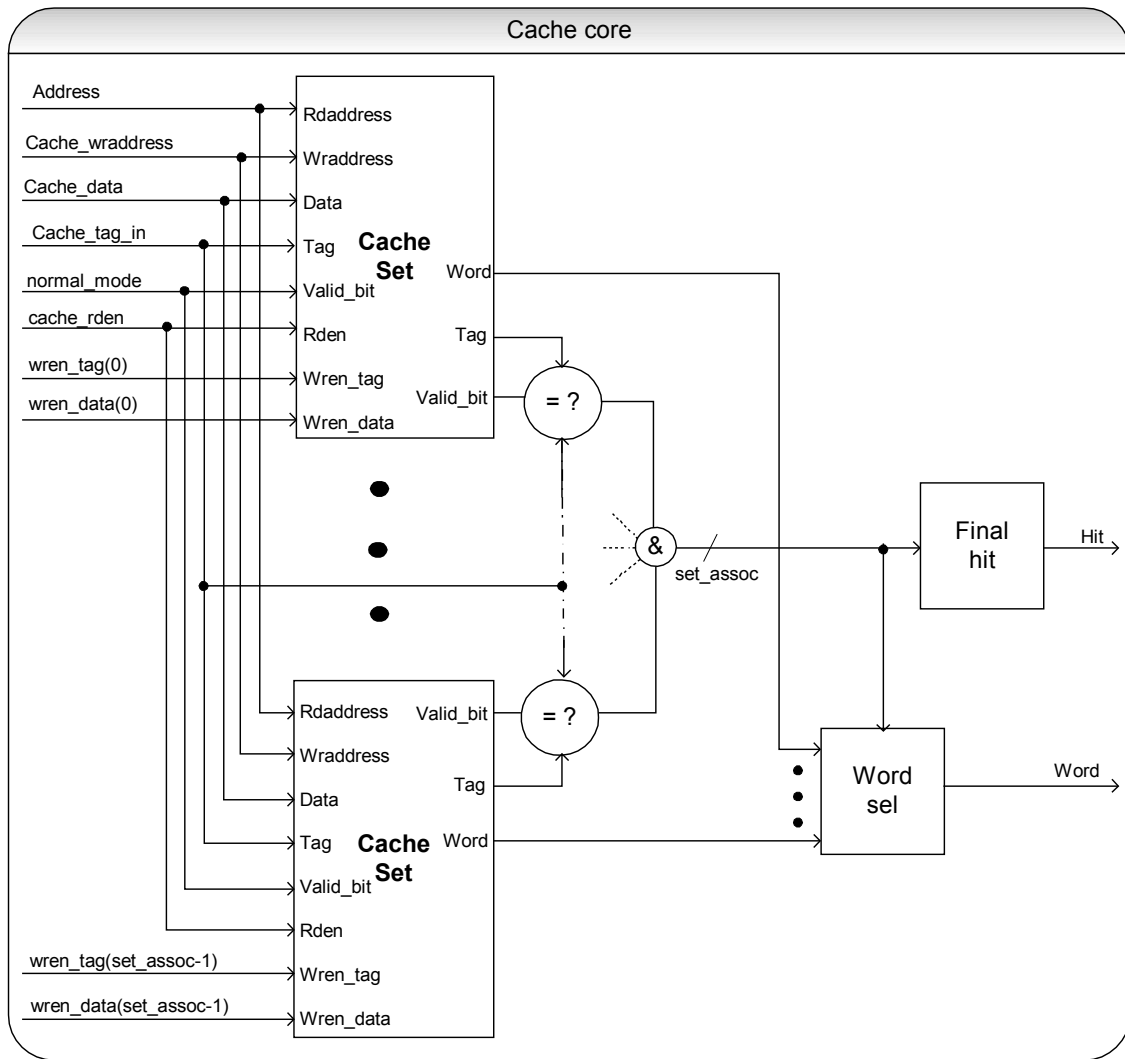 Cache core
Address
Cache_wraddress
Cache_data
Cache_tag_in
normal_mode
cache_rden
wren_tag(0)
wren_data(0)
Rdaddress
Wraddress
Data
Tag
Valid_bit
Rden
Wren_tag
Wren_data
Cache
Set
Word
Tag
Valid_bit
= ?
&
set_assoc
Final
hit
Hit
= ?
Rdaddress
Wraddress
Data
Tag
Valid_bit
Rden
Wren_tag
Wren_data
Cache
Set
Valid_bit
Tag
Word
Word
sel
Word
wren_tag(set_assoc-1)
wren_data(set_assoc-1)